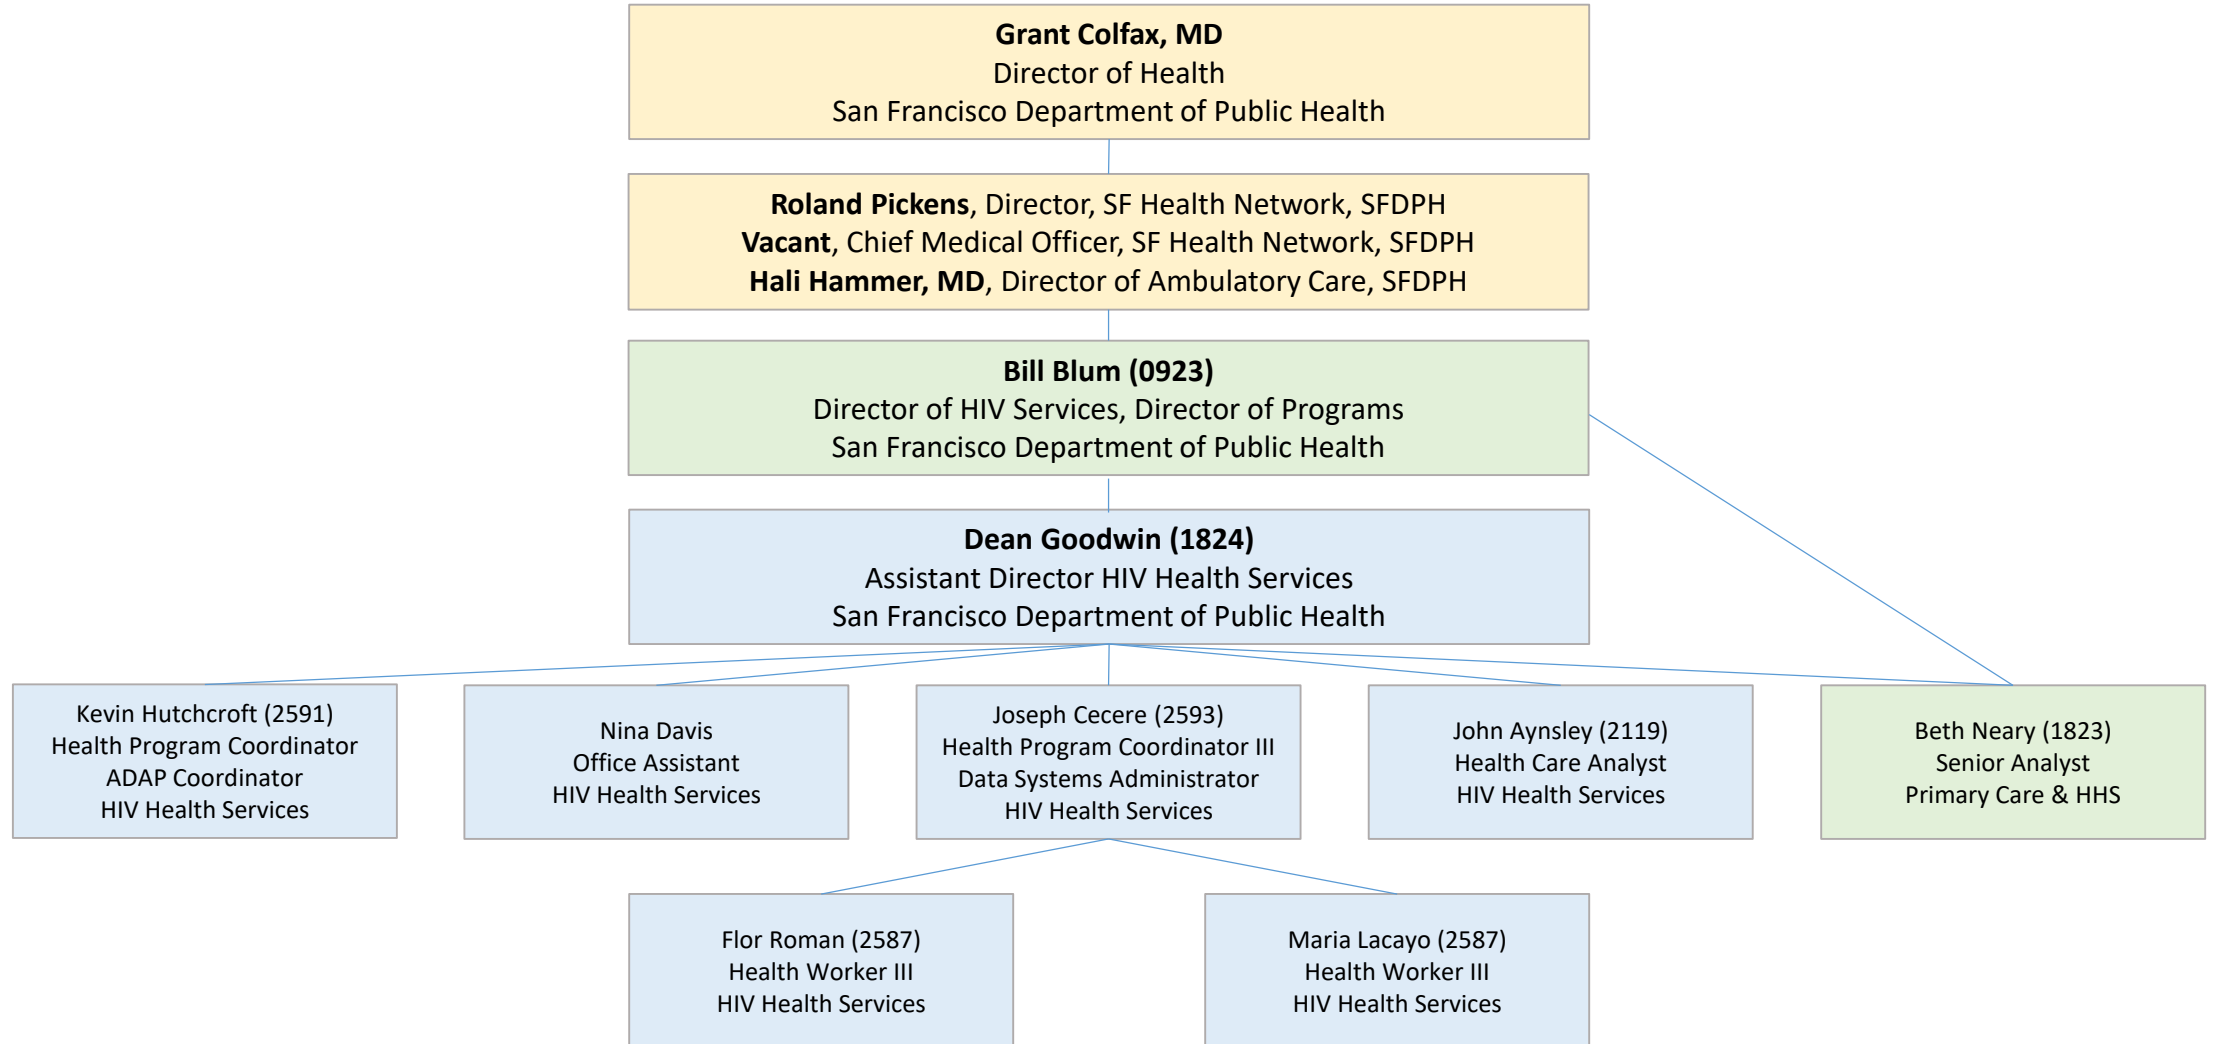 Grant Colfax, MD
Director of Health
San Francisco Department of Public Health
Roland Pickens, Director, SF Health Network, SFDPH
Vacant, Chief Medical Officer, SF Health Network, SFDPH
Hali Hammer, MD, Director of Ambulatory Care, SFDPH
Bill Blum (0923)
Director of HIV Services, Director of Programs
San Francisco Department of Public Health
Dean Goodwin (1824)
Assistant Director HIV Health Services
San Francisco Department of Public Health
Kevin Hutchcroft (2591)
Health Program Coordinator
ADAP Coordinator
HIV Health Services
Nina Davis
Office Assistant
HIV Health Services
Joseph Cecere (2593)
Health Program Coordinator III
Data Systems Administrator
HIV Health Services
John Aynsley (2119)
Health Care Analyst
HIV Health Services
Beth Neary (1823)
Senior Analyst
Primary Care & HHS
Flor Roman (2587)
Health Worker III
HIV Health Services
Maria Lacayo (2587)
Health Worker III
HIV Health Services